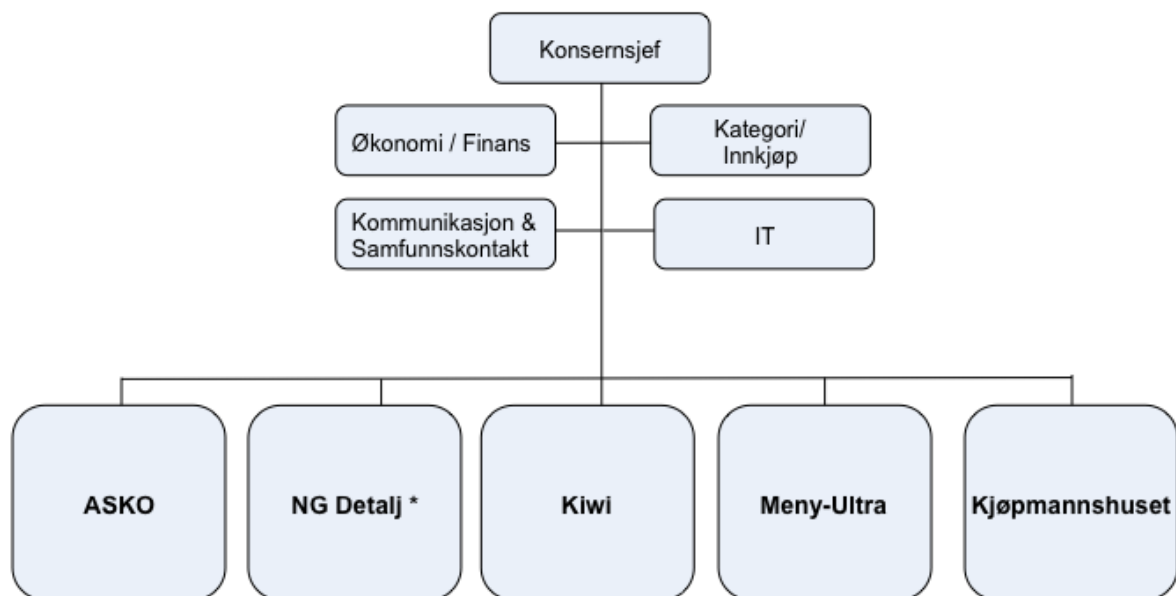 Konsernsjef
Økonomi / Finans
Kategori/
Innkjøp
Kommunikasjon &
Samfunnskontakt
IT
ASKO
NG Detalj *
Kiwi
Meny-Ultra
Kjøpmannshuset